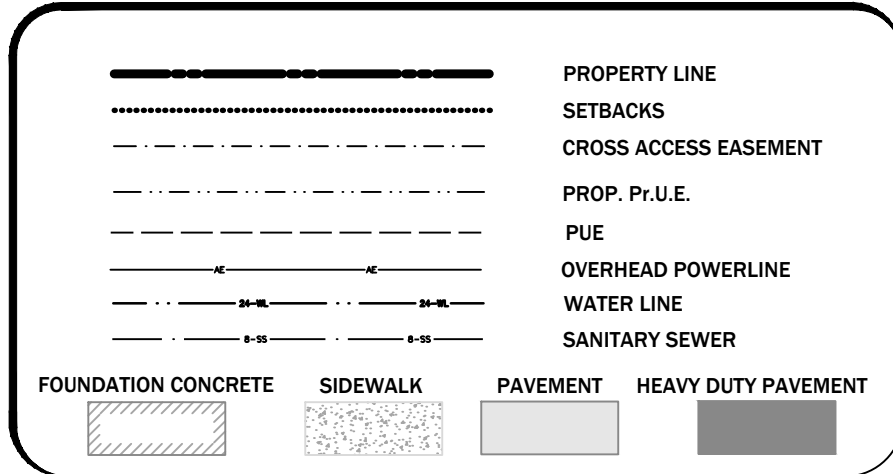 PROPERTY LINE
SETBACKS
CROSS ACCESS EASEMENT
PROP. Pr.U.E.
PUE
AE AE OVERHEAD POWERLINE
24-WL 24-WL WATER LINE
8-SS 8-SS SANITARY SEWER
FOUNDATION CONCRETE SIDEWALK PAVEMENT HEAVY DUTY PAVEMENT